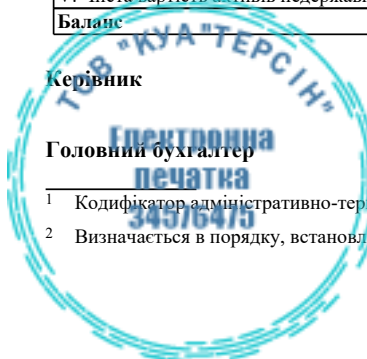 Баланс
ТОВ "КУА "ТЕРСІН"
Керівник
Електронна
Головний бухгалтер
печатка
34576475
1 Кодифікатор адміністративно-тер
2 Визначається в порядку, встановл